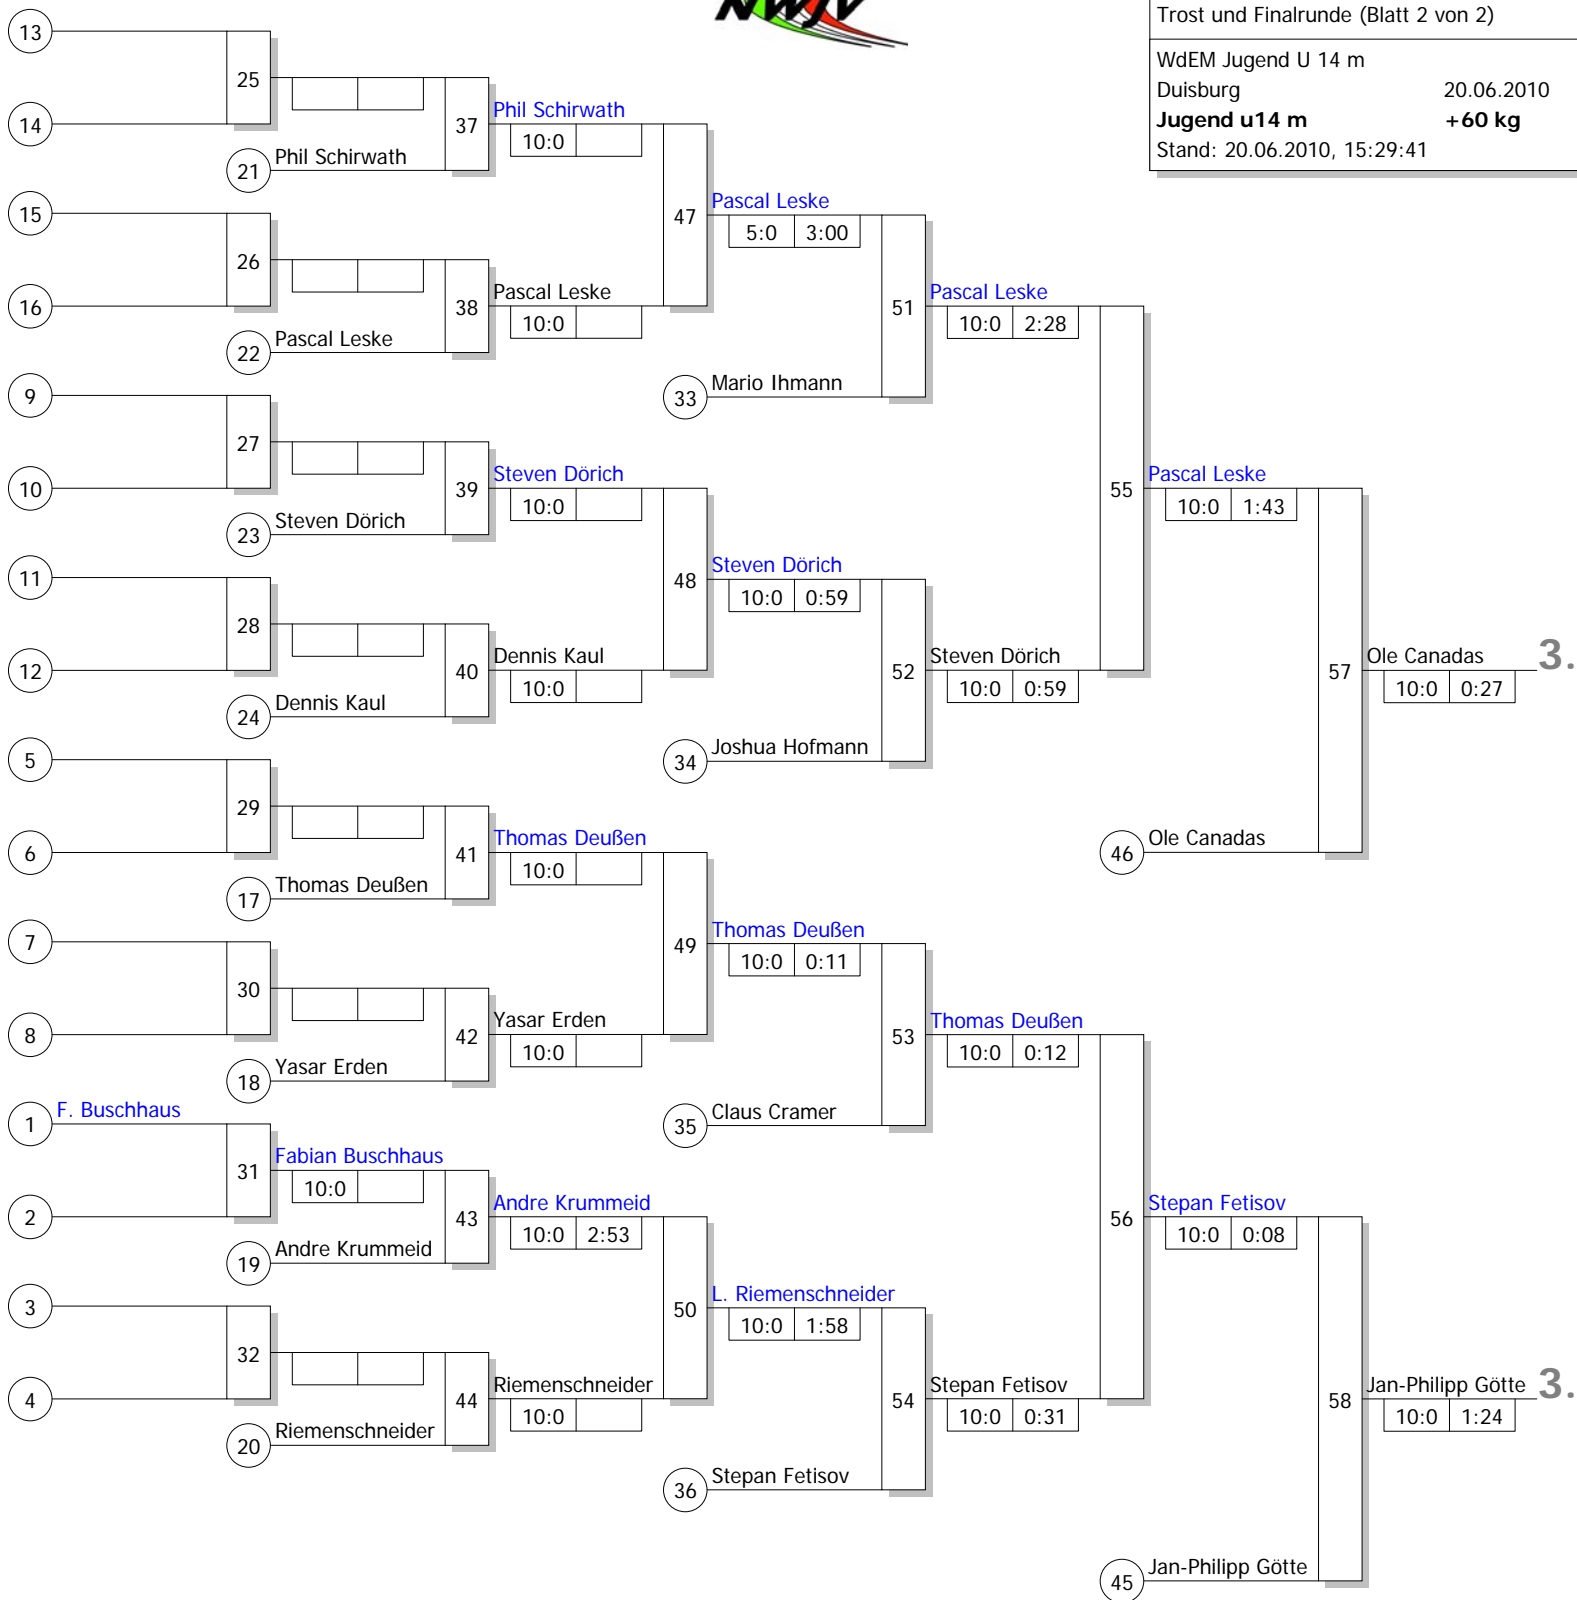 NWJV
Trost und Finalrunde (Blatt 2 von 2)
WdEM Jugend U 14 m
Duisburg 20.06.2010
Jugend u14 m +60 kg
Stand: 20.06.2010, 15:29:41
13
25
14
37
Phil Schirwath
10:0
21 Phil Schirwath
15
47
Pascal Leske
5:0 3:00
26
16
38
Pascal Leske
10:0
22 Pascal Leske
51
Pascal Leske
10:0 2:28
33 Mario Ihmann
9
27
10
39
Steven Dörich
10:0
23 Steven Dörich
55
Pascal Leske
10:0 1:43
11
48
Steven Dörich
10:0 0:59
28
12
40
Dennis Kaul
10:0
24 Dennis Kaul
52
Steven Dörich
10:0 0:59
57
Ole Canadas
3.
10:0 0:27
34 Joshua Hofmann
5
29
6
41
Thomas Deußen
10:0
46 Ole Canadas
17 Thomas Deußen
7
49
Thomas Deußen
10:0 0:11
30
8
42
Yasar Erden
10:0
53
Thomas Deußen
10:0 0:12
18 Yasar Erden
1 F. Buschhaus
35 Claus Cramer
31
Fabian Buschhaus
10:0
2
43
Andre Krummeid
10:0 2:53
56
Stepan Fetisov
10:0 0:08
19 Andre Krummeid
3
50
L. Riemenschneider
10:0 1:58
32
4
44
Riemenschneider
10:0
54
Stepan Fetisov
10:0 0:31
58
Jan-Philipp Götte
3.
10:0 1:24
20 Riemenschneider
36 Stepan Fetisov
45 Jan-Philipp Götte